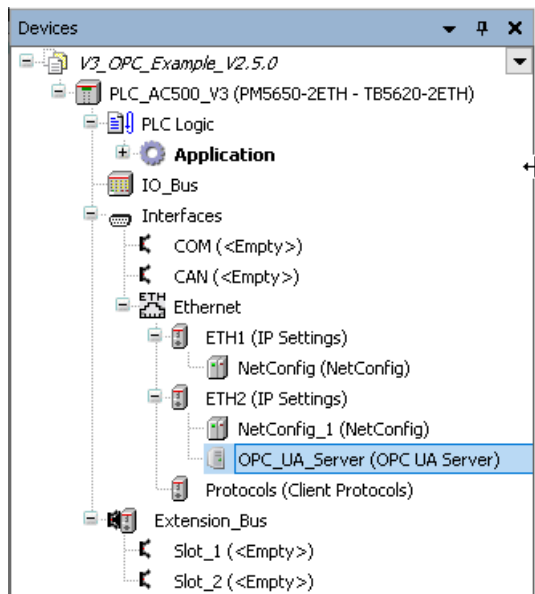 Devices
V3_OPC_Example_V2.5.0
PLC_AC500_V3 (PM5650-2ETH - TB5620-2ETH)
PLC Logic
Application
IO_Bus
Interfaces
COM (<Empty>)
CAN (<Empty>)
ETH Ethernet
ETH1 (IP Settings)
NetConfig (NetConfig)
ETH2 (IP Settings)
NetConfig_1 (NetConfig)
OPC_UA_Server (OPC UA Server)
Protocols (Client Protocols)
Extension_Bus
Slot_1 (<Empty>)
Slot_2 (<Empty>)